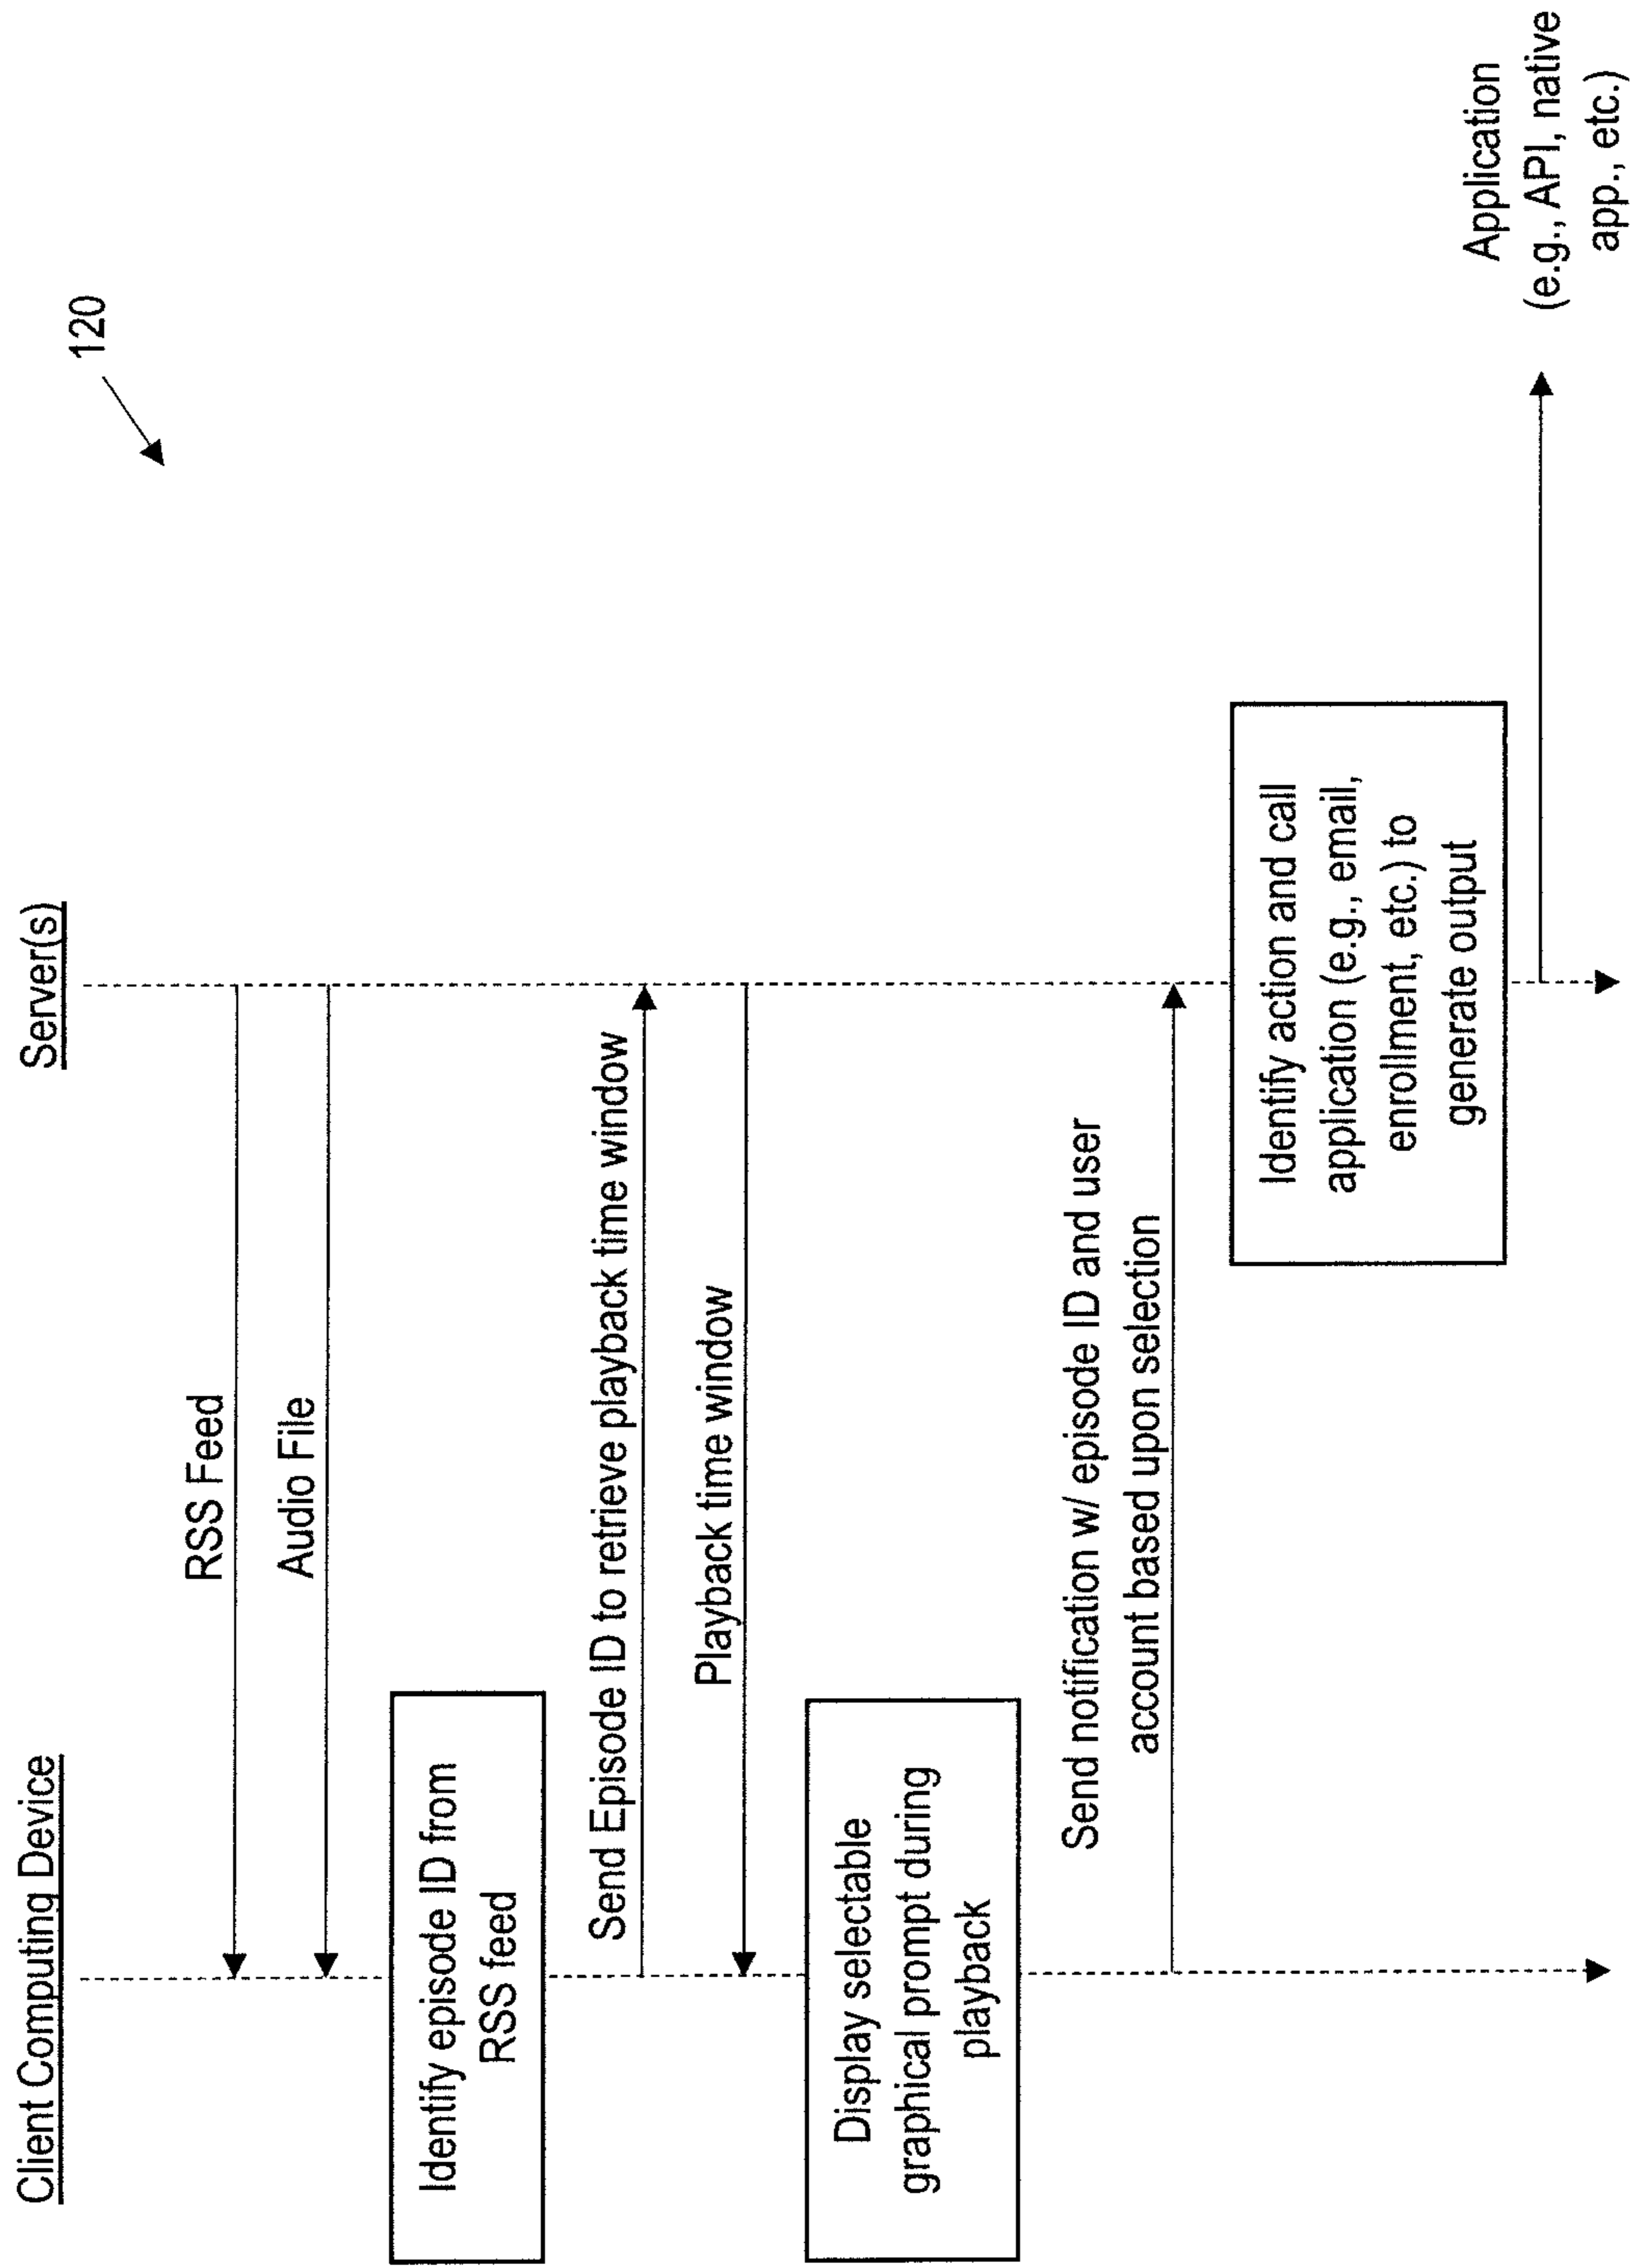 120
Client Computing Device
Server(s)
RSS Feed
Audio File
Identify episode ID from
RSS feed
Send Episode ID to retrieve playback time window
Playback time window
Display selectable
graphical prompt during
playback
Send notification w/ episode ID and user
account based upon selection
Identify action and call
application (e.g., email,
enrollment, etc.) to
generate output
Application
(e.g., API, native
app., etc.)